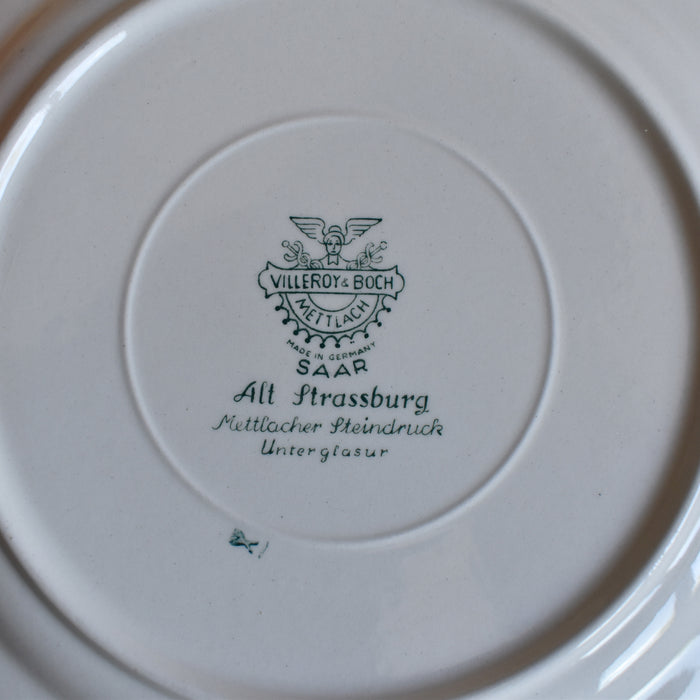 VILLEROY & BOCH
METTLACH
MADE IN GERMANY
SAAR
Alt Strassburg
Mettlacher Steindruck
Unterglasur